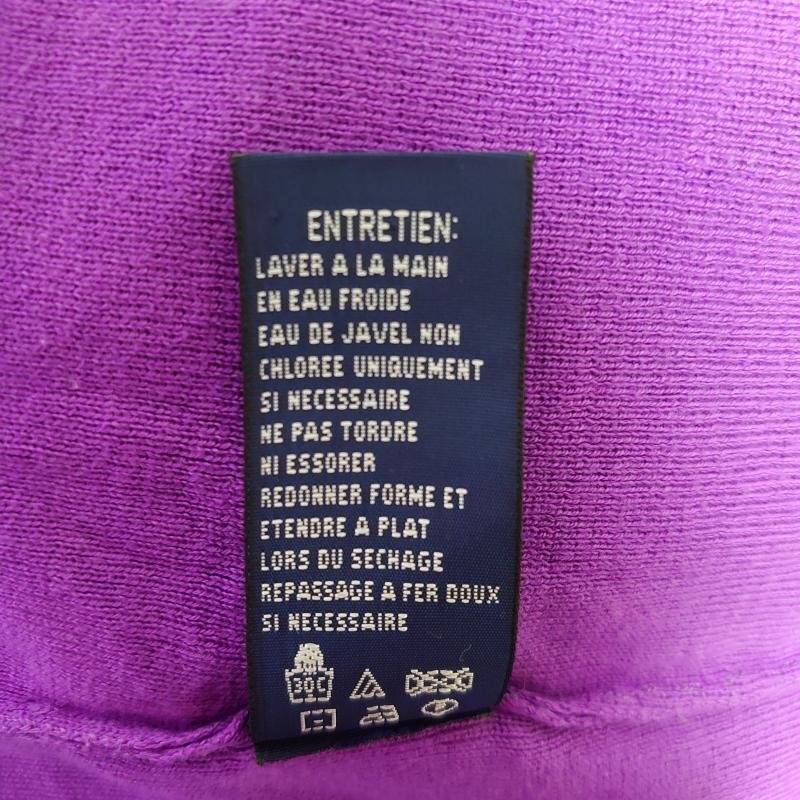 ENTRETIEN:
LAVER A LA MAIN
EN EAU FROIDE
EAU DE JAVEL NON
CHLOREE UNIQUEMENT
SI NECESSAIRE
NE PAS TORDRE
NI ESSORER
REDONNER FORME ET
ETENDRE A PLAT
LORS DU SECHAGE
REPASSAGE A FER DOUX
SI NECESSAIRE
30C